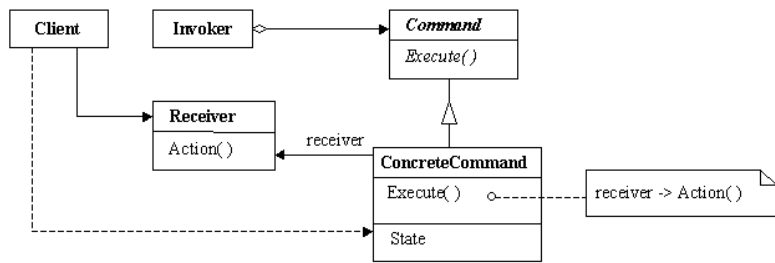 Client
Invoker
Command
Execute( )
Receiver
Action( )
receiver
ConcreteCommand
Execute( )
receiver -> Action( )
State